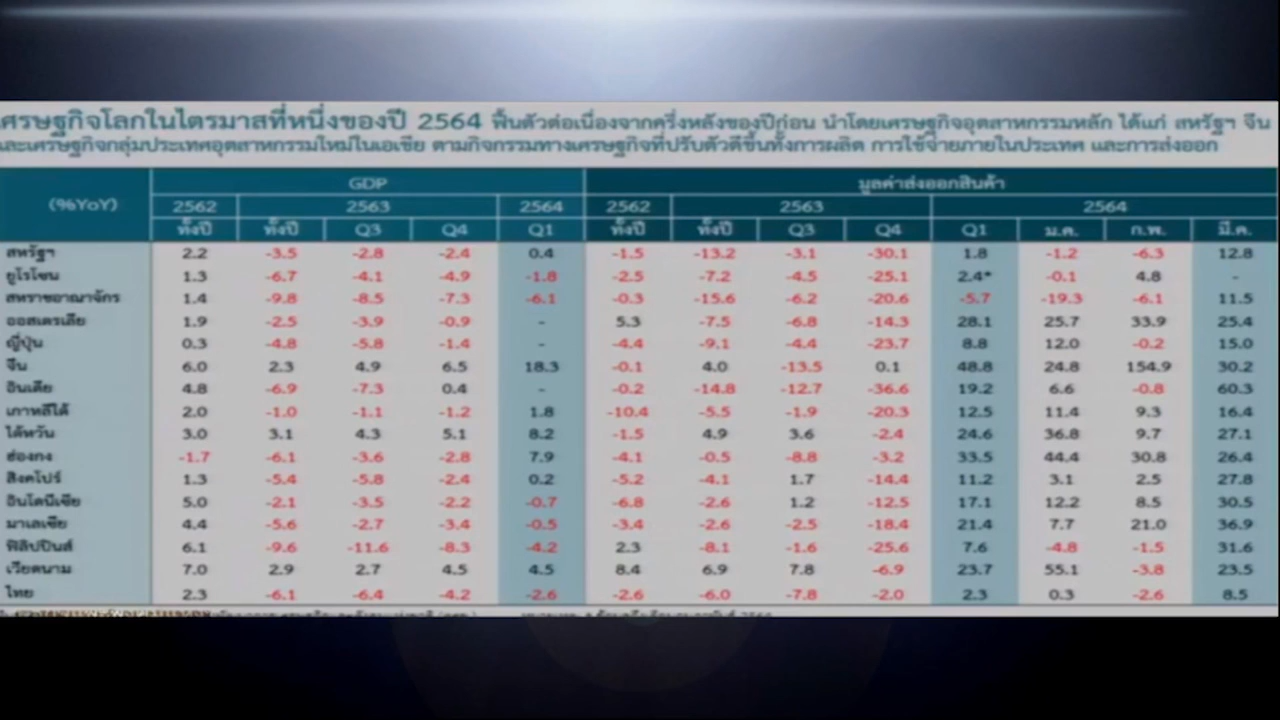 เศรษฐกิจโลกในไตรมาสที่หนึ่งของปี 2564 ฟื้นตัวต่อเนื่องจากครึ่งหลังของปีก่อน นำโดยเศรษฐกิจอุตสาหกรรมหลัก ได้แก่ สหรัฐฯ จีน
และเศรษฐกิจกลุ่มประเทศอุตสาหกรรมใหม่ในเอเชีย ตามกิจกรรมทางเศรษฐกิจที่ปรับตัวดีขึ้นทั้งการผลิต การใช้จ่ายภายในประเทศ และการส่งออก
(%YoY) GDP มูลค่าส่งออกสินค้า
2562 2563 2564 2562 2563 2564
ทั้งปี ทั้งปี Q3 Q4 Q1 ทั้งปี ทั้งปี Q3 Q4 Q1 ม.ค. ก.พ. มี.ค.
สหรัฐฯ 2.2 -3.5 -2.8 -2.4 0.4 -1.5 -13.2 -3.1 -30.1 1.8 -1.2 -6.3 12.8
ยูโรโซน 1.3 -6.7 -4.1 -4.9 -1.8 -2.5 -7.2 -4.5 -25.1 2.4* -0.1 4.8 -
สหราชอาณาจักร 1.4 -9.8 -8.5 -7.3 -6.1 -0.3 -15.6 -6.2 -20.6 -5.7 -19.3 -6.1 11.5
ออสเตรเลีย 1.9 -2.5 -3.9 -0.9 - 5.3 -7.5 -6.8 -14.3 28.1 25.7 33.9 25.4
ญี่ปุ่น 0.3 -4.8 -5.8 -1.4 - -4.4 -9.1 -4.4 -23.7 8.8 12.0 -0.2 15.0
จีน 6.0 2.3 4.9 6.5 18.3 -0.1 4.0 -13.5 0.1 48.8 24.8 154.9 30.2
อินเดีย 4.8 -6.9 -7.3 0.4 - -0.2 -14.8 -12.7 -36.6 19.2 6.6 -0.8 60.3
เกาหลีใต้ 2.0 -1.0 -1.1 -1.2 1.8 -10.4 -5.5 -1.9 -20.3 12.5 11.4 9.3 16.4
ไต้หวัน 3.0 3.1 4.3 5.1 8.2 -1.5 4.9 3.6 -2.4 24.6 36.8 9.7 27.1
ฮ่องกง -1.7 -6.1 -3.6 -2.8 7.9 -4.1 -0.5 -8.8 -3.2 33.5 44.4 30.8 26.4
สิงคโปร์ 1.3 -5.4 -5.8 -2.4 0.2 -5.2 -4.1 1.7 -14.4 11.2 3.1 2.5 27.8
อินโดนีเซีย 5.0 -2.1 -3.5 -2.2 -0.7 -6.8 -2.6 1.2 -12.5 17.1 12.2 8.5 30.5
มาเลเซีย 4.4 -5.6 -2.7 -3.4 -0.5 -3.4 -2.6 -2.5 -18.4 21.4 7.7 21.0 36.9
ฟิลิปปินส์ 6.1 -9.6 -11.6 -8.3 -4.2 2.3 -8.1 -1.6 -25.6 7.6 -4.8 -1.5 31.6
เวียดนาม 7.0 2.9 2.7 4.5 4.5 8.4 6.9 7.8 -6.9 23.7 55.1 -3.8 23.5
ไทย 2.3 -6.1 -6.4 -4.2 -2.6 -2.6 -6.0 -7.8 -2.0 2.3 0.3 -2.6 8.5